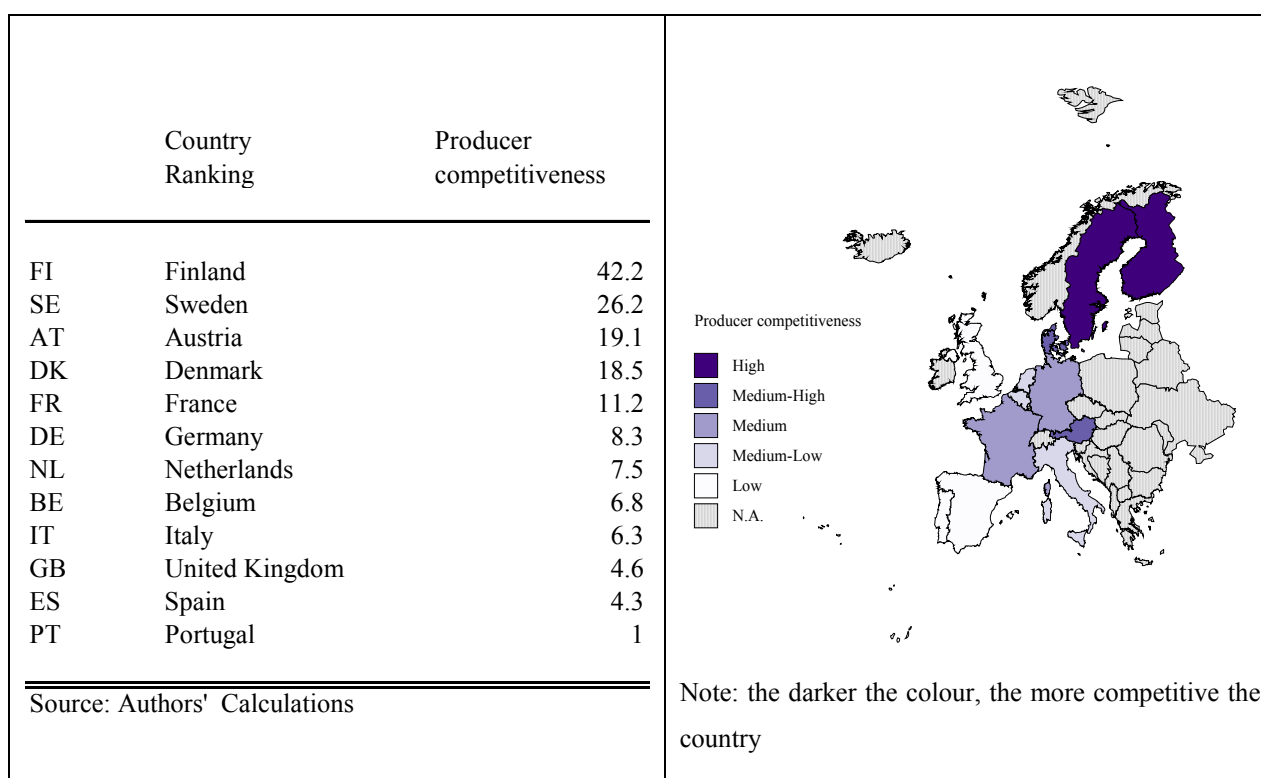 Country Producer
Ranking competitiveness
FI Finland 42.2
SE Sweden 26.2
AT Austria 19.1
DK Denmark 18.5
FR France 11.2
DE Germany 8.3
NL Netherlands 7.5
BE Belgium 6.8
IT Italy 6.3
GB United Kingdom 4.6
ES Spain 4.3
PT Portugal 1
Source: Authors' Calculations
Producer competitiveness
High
Medium-High
Medium
Medium-Low
Low
N.A.
Note: the darker the colour, the more competitive the
country